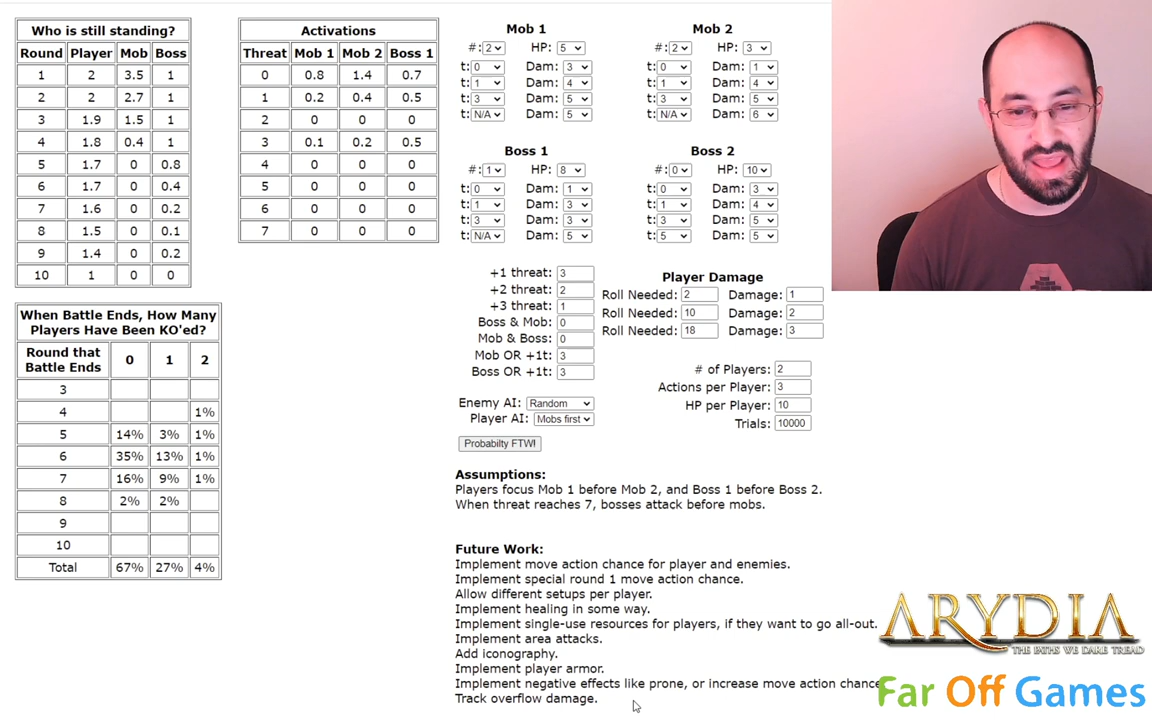 Who is still standing?
Round Player Mob Boss
1 2 3.5 1
2 2 2.7 1
3 1.9 1.5 1
4 1.8 0.4 1
5 1.7 0 0.8
6 1.7 0 0.4
7 1.6 0 0.2
8 1.5 0 0.1
9 1.4 0 0.2
10 1 0 0
When Battle Ends, How Many
Players Have Been KO'ed?
Round that
Battle Ends 0 1 2
3
4 1%
5 14% 3% 1%
6 35% 13% 1%
7 16% 9% 1%
8 2% 2%
9
10
Total 67% 27% 4%
Activations
Threat Mob 1 Mob 2 Boss 1
0 0.8 1.4 0.7
1 0.2 0.4 0.5
2 0 0 0
3 0.1 0.2 0.5
4 0 0 0
5 0 0 0
6 0 0 0
7 0 0 0
Mob 1
#: 2 HP: 5
t: 0 Dam: 3
t: 1 Dam: 4
t: 3 Dam: 5
t: N/A Dam: 5
Mob 2
#: 2 HP: 3
t: 0 Dam: 1
t: 1 Dam: 4
t: 3 Dam: 5
t: N/A Dam: 6
Boss 1
#: 1 HP: 8
t: 0 Dam: 1
t: 1 Dam: 3
t: 3 Dam: 3
t: N/A Dam: 5
Boss 2
#: 0 HP: 10
t: 0 Dam: 3
t: 1 Dam: 4
t: 3 Dam: 5
t: 5 Dam: 5
+1 threat: 3
+2 threat: 2
+3 threat: 1
Boss & Mob: 0
Mob & Boss: 0
Mob OR +1t: 3
Boss OR +1t: 3
Enemy AI: Random
Player AI: Mobs first
Probabilty FTW!
Player Damage
Roll Needed: 2 Damage: 1
Roll Needed: 10 Damage: 2
Roll Needed: 18 Damage: 3
# of Players: 2
Actions per Player: 3
HP per Player: 10
Trials: 10000
Assumptions:
Players focus Mob 1 before Mob 2, and Boss 1 before Boss 2.
When threat reaches 7, bosses attack before mobs.
Future Work:
Implement move action chance for player and enemies.
Implement special round 1 move action chance.
Allow different setups per player.
Implement healing in some way.
Implement single-use resources for players, if they want to go all-out.
Implement area attacks.
Add iconography.
Implement player armor.
Implement negative effects like prone, or increase move action chance
Track overflow damage.
ARYDIA
THE PATHS WE DARE TREAD
Far Off Games